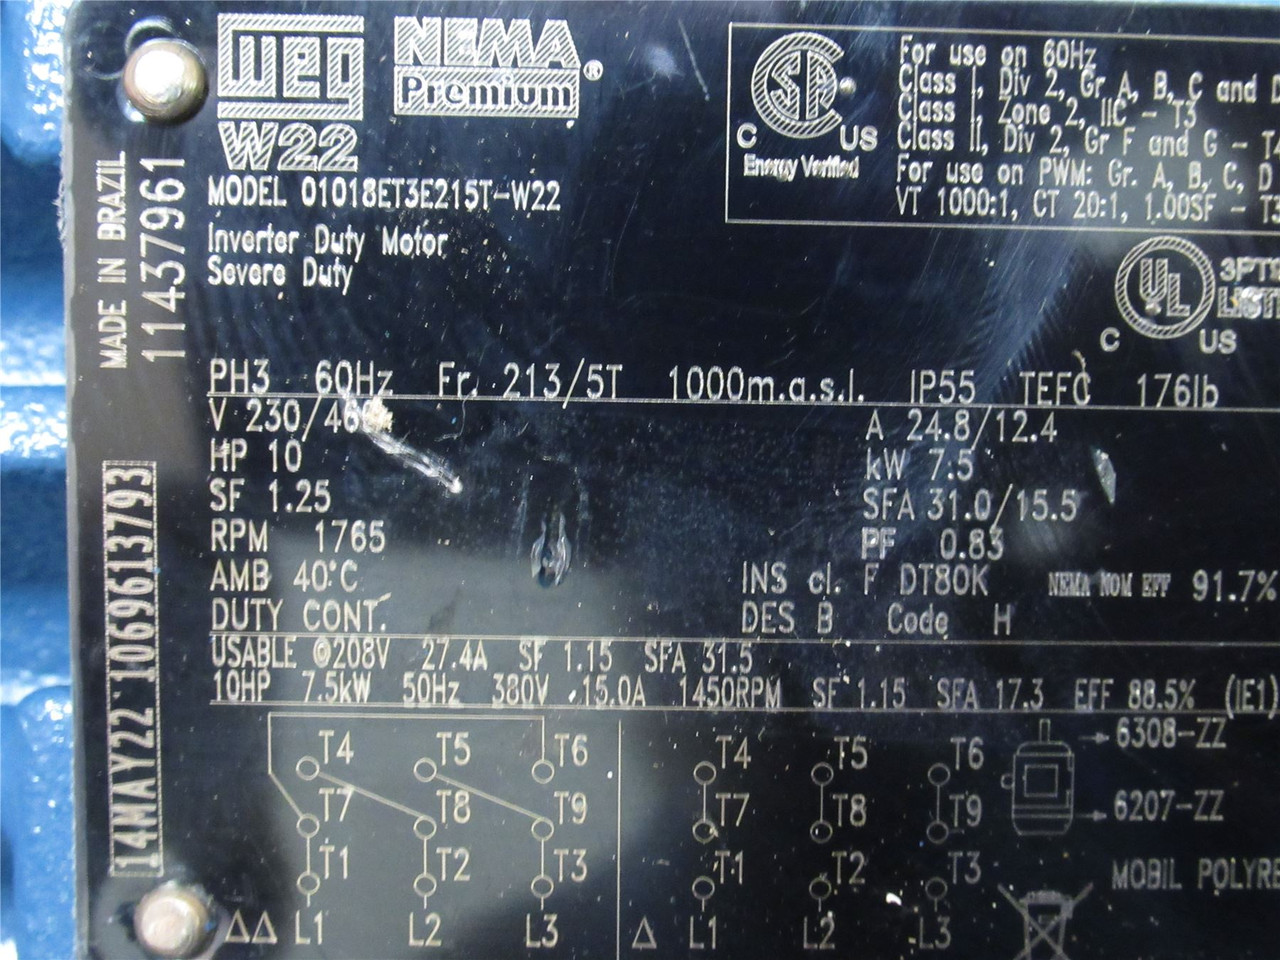 WEG
W22
NEMA
Premium®
C US
Energy Verified
For use on 60Hz
Class I, Div 2, Gr A, B, C and D
Class I, Zone 2, IIC - T3
Class II, Div 2, Gr F and G - T4
For use on PWM: Gr. A, B, C, D
VT 1000:1, CT 20:1, 1.00SF - T3
MODEL 01018ET3E215T-W22
Inverter Duty Motor
Severe Duty
MADE IN BRAZIL
11437961
UL
C US
PH3 60Hz Fr. 213/5T 1000m.a.s.l. IP55 TEFC 176lb
V 230/460 A 24.8/12.4
HP 10 kW 7.5
SF 1.25 SFA 31.0/15.5
RPM 1765 PF 0.83
AMB 40°C INS cl. F DT80K NEMA NOM EFF 91.7%
DUTY CONT. DES B Code H
USABLE @208V 27.4A SF 1.15 SFA 31.5
10HP 7.5kW 50Hz 380V 15.0A 1450RPM SF 1.15 SFA 17.3 EFF 88.5% (IE1)
14MAY22 1069613793
T4 T5 T6 T4 T5 T6 6308-ZZ
T7 T8 T9 T7 T8 T9 6207-ZZ
T1 T2 T3 T1 T2 T3 MOBIL POLYRE
ΔΔ L1 L2 L3 Δ L1 L2 L3